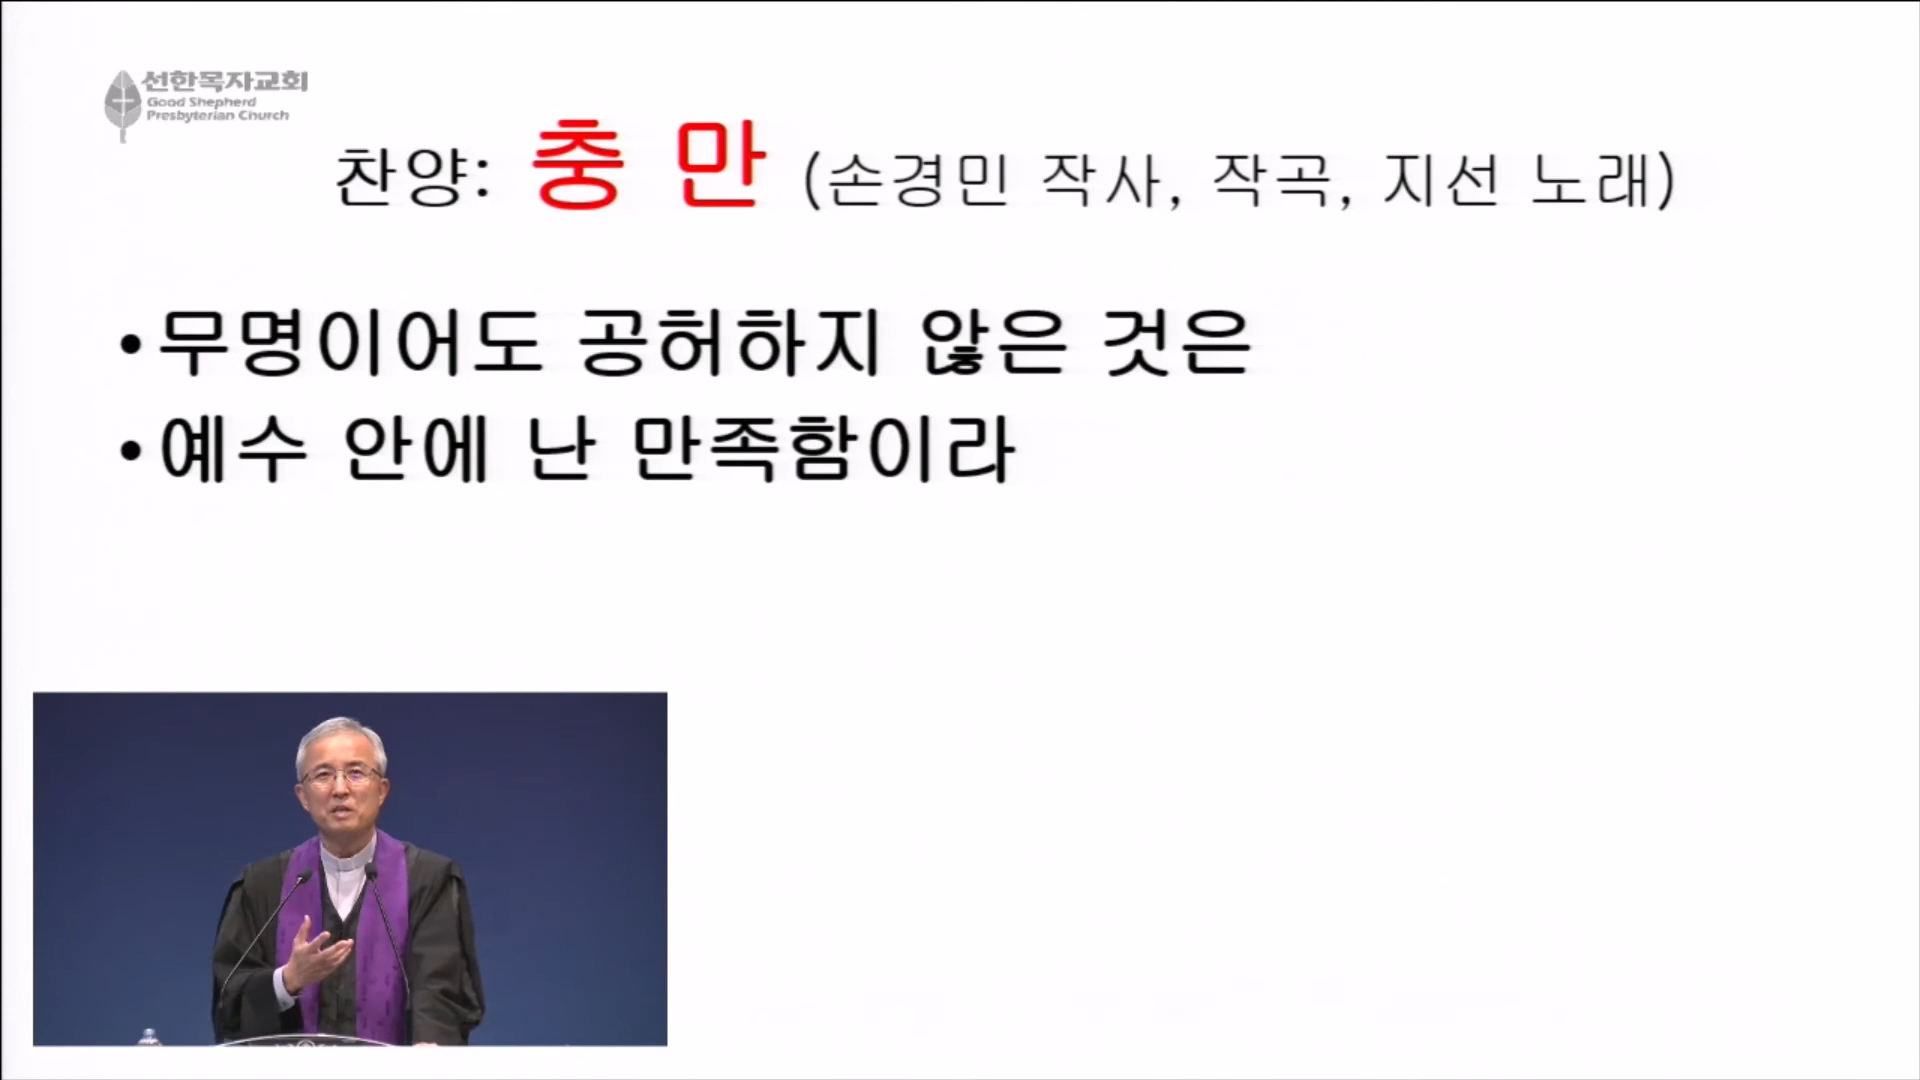 선한목자교회
Good Shepherd
Presbyterian Church
찬양: 충 만 (손경민 작사, 작곡, 지선 노래)
•무명이어도 공허하지 않은 것은
•예수 안에 난 만족함이라